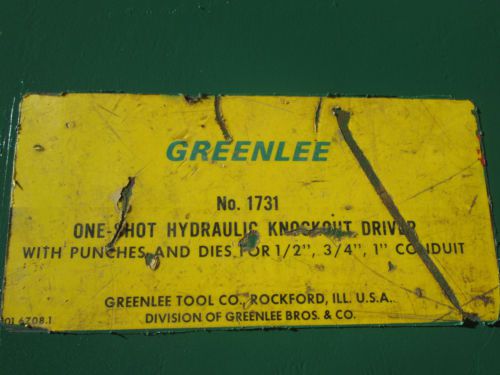 GREENLEE
No. 1731
ONE-SHOT HYDRAULIC KNOCKOUT DRIVER
WITH PUNCHES AND DIES FOR 1/2", 3/4", 1" CONDUIT
GREENLEE TOOL CO., ROCKFORD, ILL. U.S.A.
DIVISION OF GREENLEE BROS. & CO.